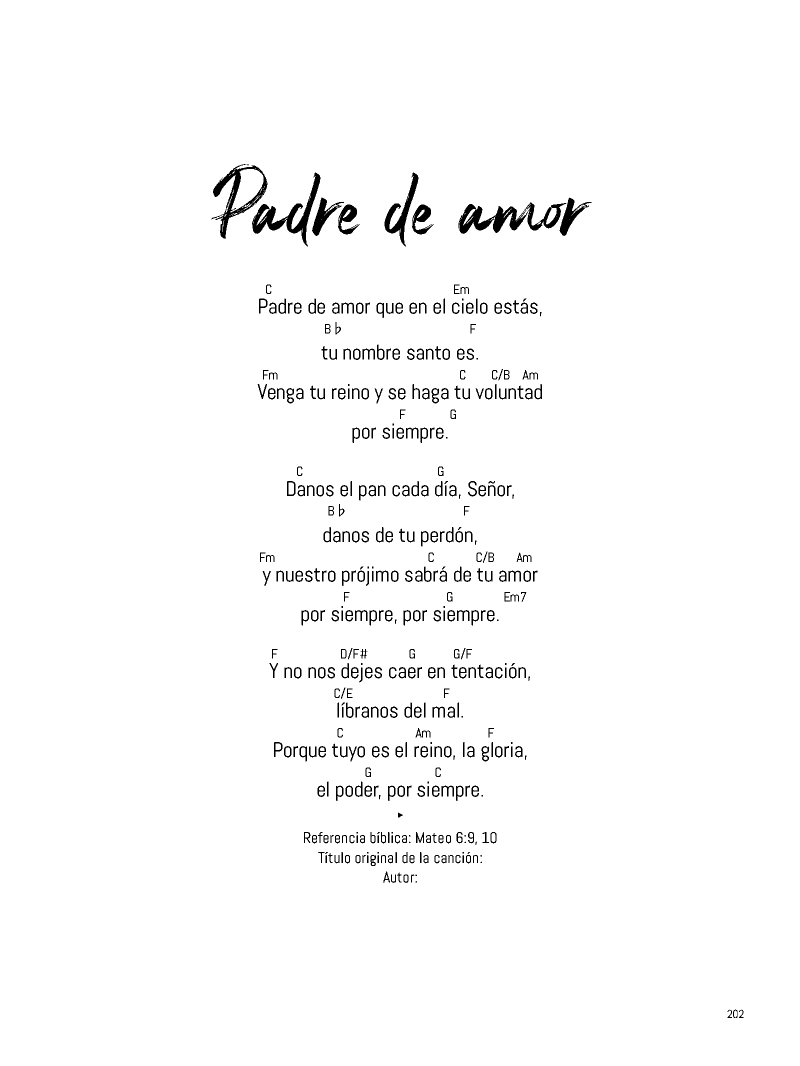 Padre de amor
C Em
Padre de amor que en el cielo estás,
B♭ F
tu nombre santo es.
Fm C C/B Am
Venga tu reino y se haga tu voluntad
F G
por siempre.
C G
Danos el pan cada día, Señor,
B♭ F
danos de tu perdón,
Fm C C/B Am
y nuestro prójimo sabrá de tu amor
F G Em7
por siempre, por siempre.
F D/F# G G/F
Y no nos dejes caer en tentación,
C/E F
líbranos del mal.
C Am F
Porque tuyo es el reino, la gloria,
G C
el poder, por siempre.
Referencia bíblica: Mateo 6:9, 10
Título original de la canción:
Autor:
202